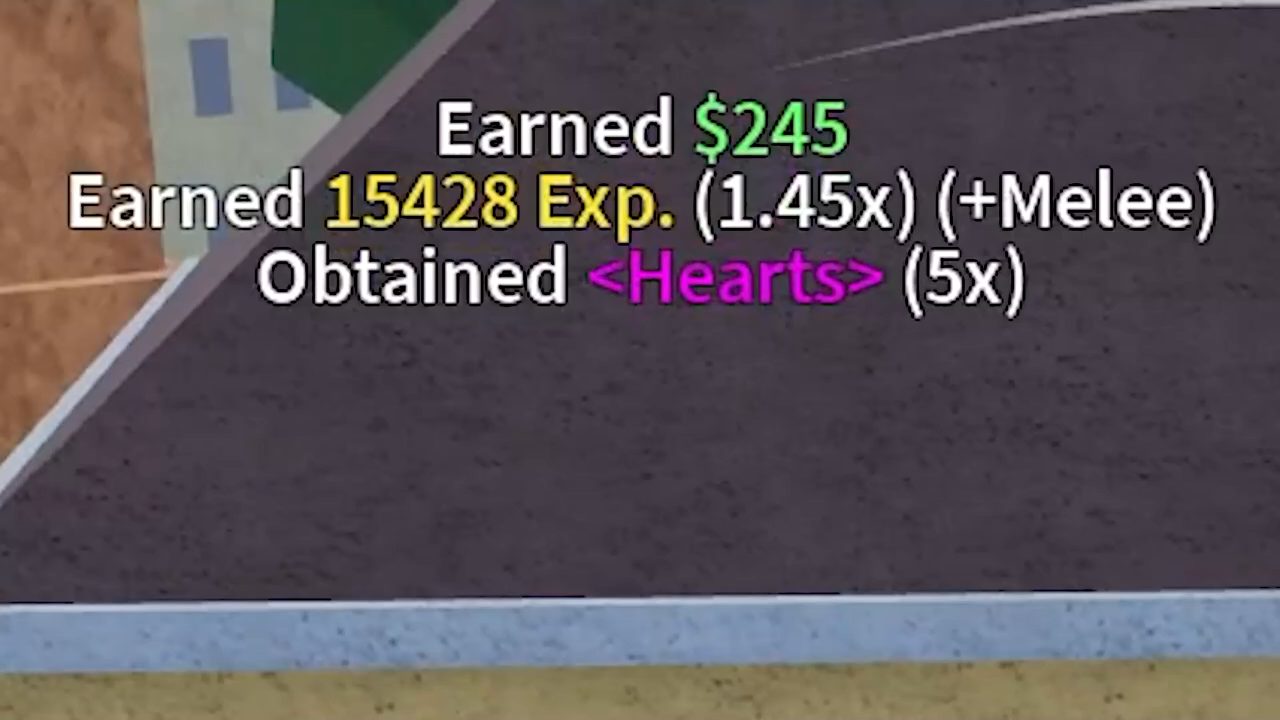 Earned $245
Earned 15428 Exp. (1.45x) (+Melee)
Obtained <Hearts> (5x)